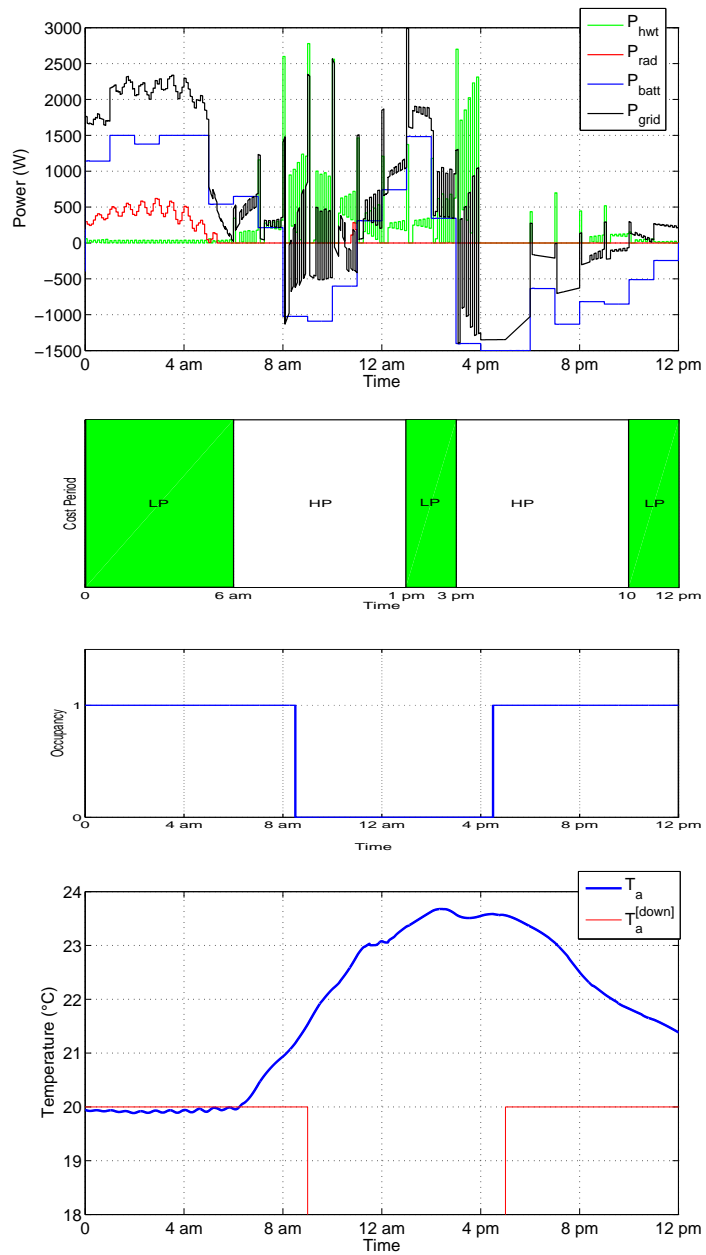 P_hwt
P_rad
P_batt
P_grid
3000
2500
2000
1500
1000
500
0
−500
−1000
−1500
Power (W)
0 4 am 8 am 12 am 4 pm 8 pm 12 pm
Time
Cost Period
LP HP LP HP LP
0 6 am 1 pm 3 pm 10 12 pm
Time
Occupancy
1
0
0 4 am 8 am 12 am 4 pm 8 pm 12 pm
Time
T_a
T_a^[down]
24
23
22
21
20
19
18
Temperature (°C)
0 4 am 8 am 12 am 4 pm 8 pm 12 pm
Time